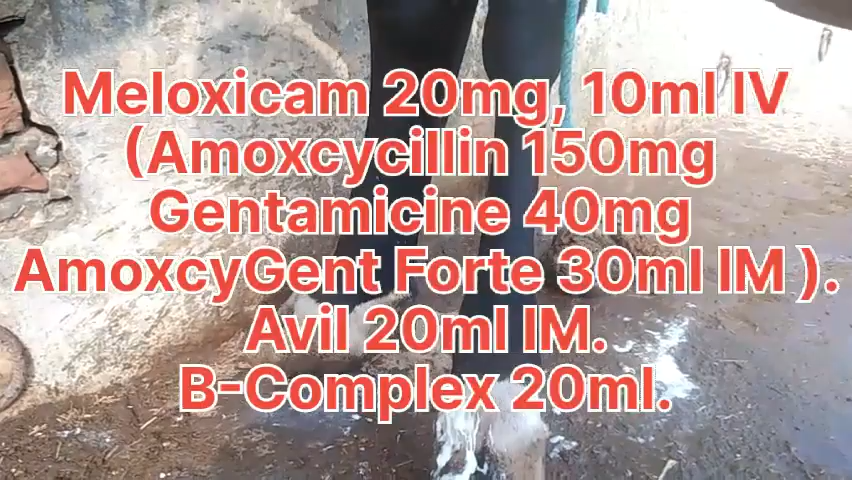 Meloxicam 20mg, 10ml IV
(Amoxcycillin 150mg
Gentamicine 40mg
AmoxcyGent Forte 30ml IM ).
Avil 20ml IM.
B-Complex 20ml.